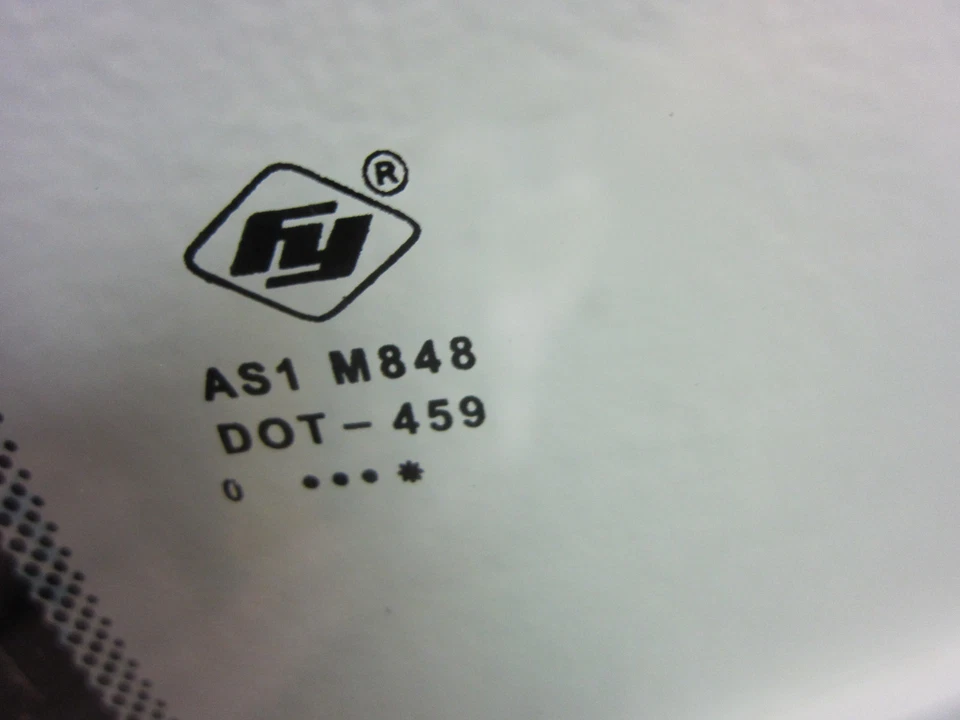 fy ®
AS1 M848
DOT – 459
0 ••• *